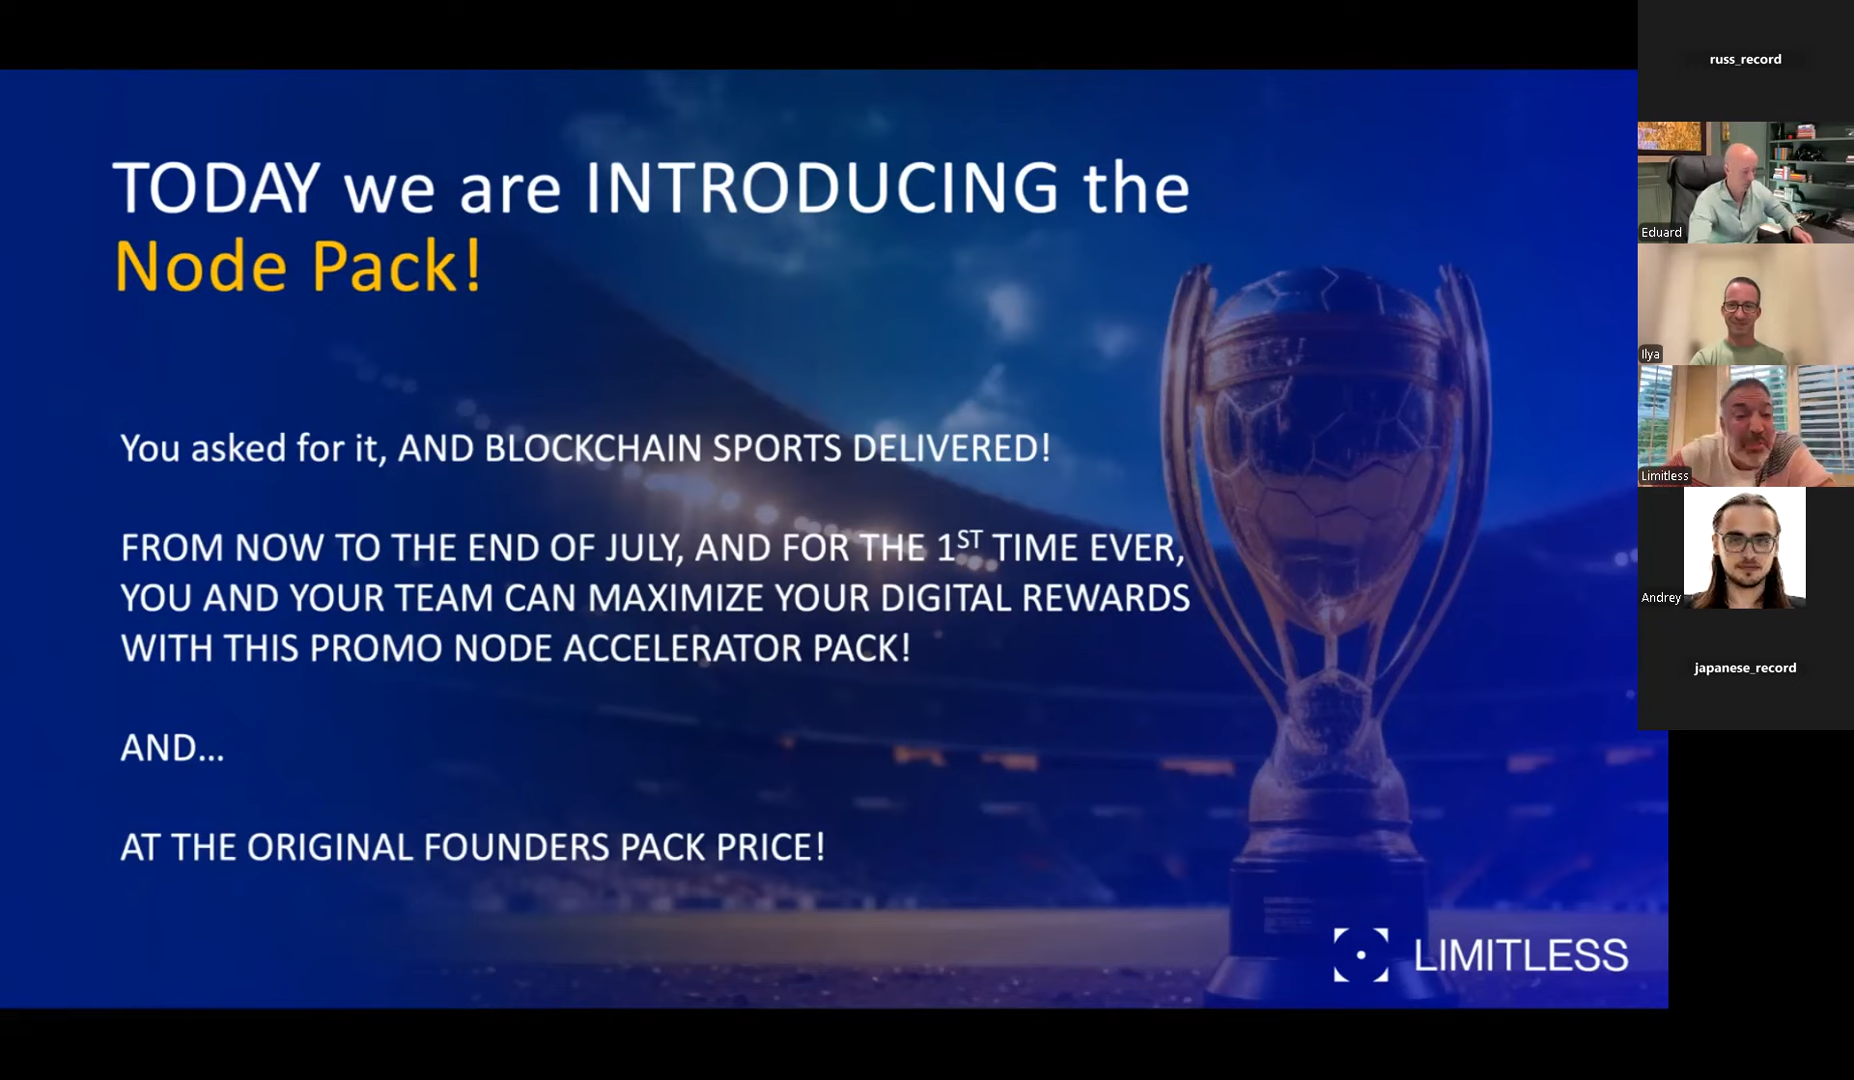 TODAY we are INTRODUCING the
Node Pack!
You asked for it, AND BLOCKCHAIN SPORTS DELIVERED!
FROM NOW TO THE END OF JULY, AND FOR THE 1ST TIME EVER,
YOU AND YOUR TEAM CAN MAXIMIZE YOUR DIGITAL REWARDS
WITH THIS PROMO NODE ACCELERATOR PACK!
AND...
AT THE ORIGINAL FOUNDERS PACK PRICE!
LIMITLESS
russ_record
Eduard
Ilya
Limitless
Andrey
japanese_record